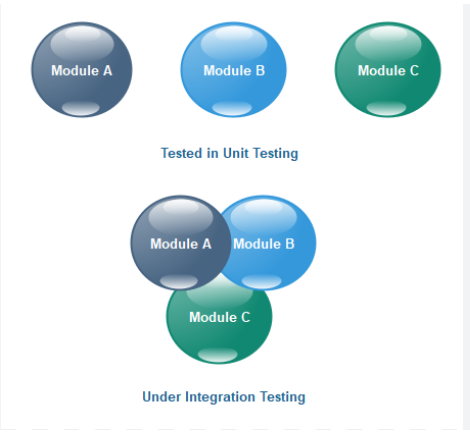 Module A
Module B
Module C
Tested in Unit Testing
Module A
Module B
Module C
Under Integration Testing